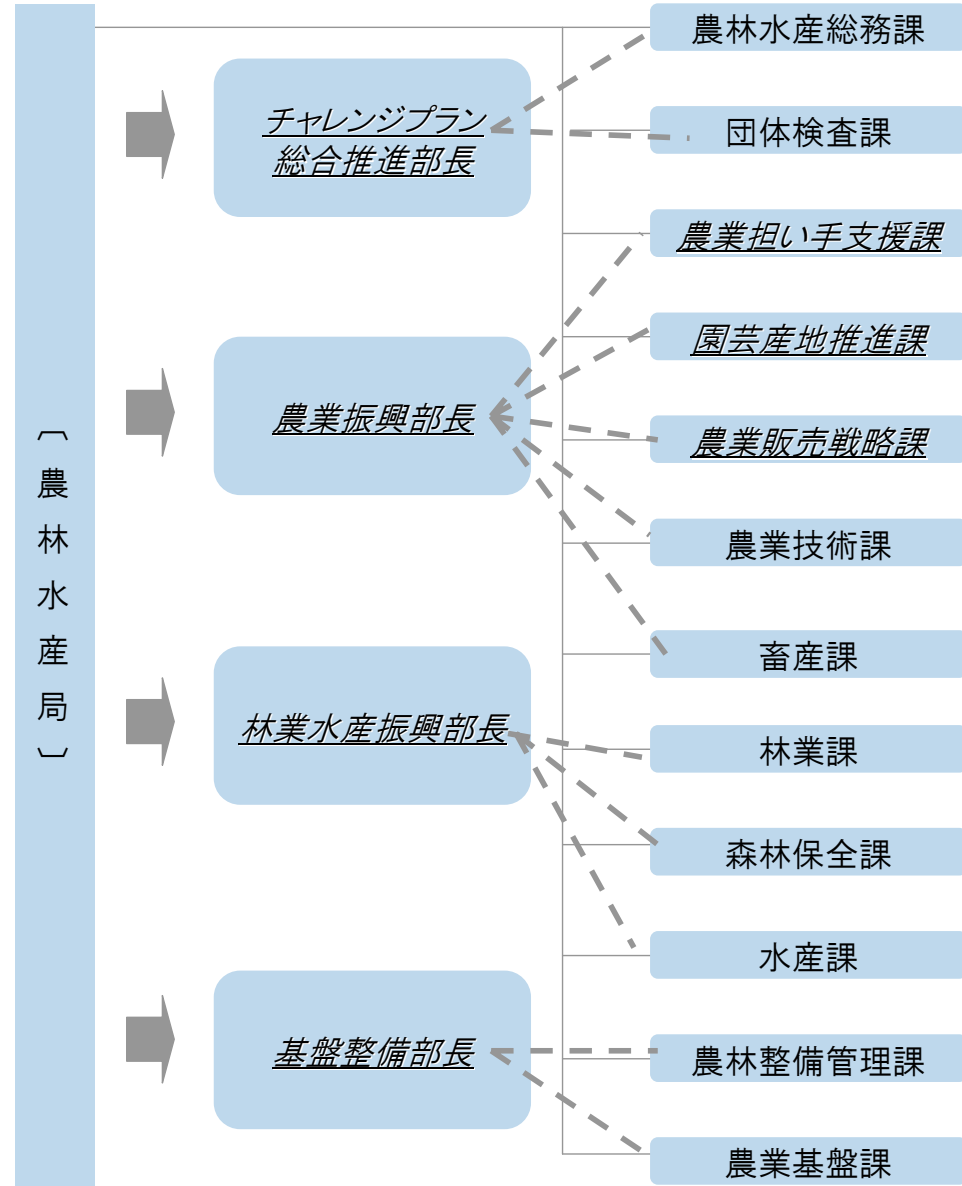 〔農林水産局〕
チャレンジプラン
総合推進部長
農業振興部長
林業水産振興部長
基盤整備部長
農林水産総務課
団体検査課
農業担い手支援課
園芸産地推進課
農業販売戦略課
農業技術課
畜産課
林業課
森林保全課
水産課
農林整備管理課
農業基盤課